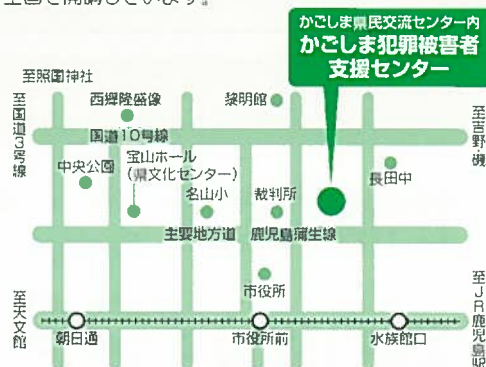 かごしま県民交流センター内
かごしま犯罪被害者
支援センター
至照国神社
西郷隆盛像
黎明館
至国道3号線
国道10号線
至吉野・磯
中央公園
宝山ホール
(県文化センター)
名山小
裁判所
長田中
主要地方道 鹿児島蒲生線
市役所
至天文館
朝日通
市役所前
水族館口
至JR鹿児島駅